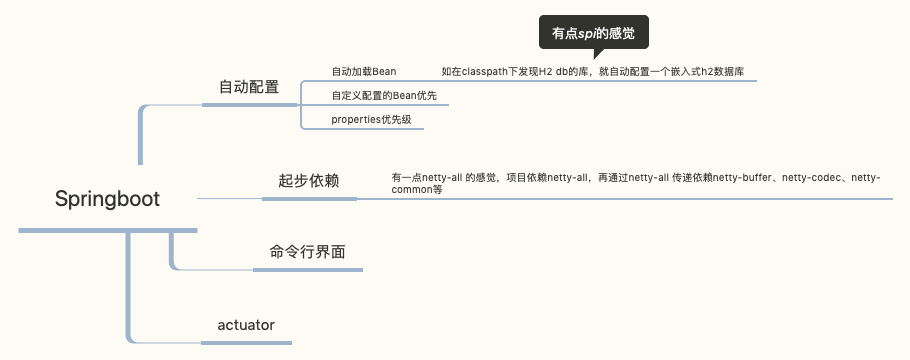 有点spi的感觉
自动加载Bean
如在classpath下发现H2 db的库，就自动配置一个嵌入式h2数据库
自动配置
自定义配置的Bean优先
properties优先级
起步依赖
有一点netty-all 的感觉，项目依赖netty-all，再通过netty-all 传递依赖netty-buffer、netty-codec、netty-
common等
Springboot
命令行界面
actuator